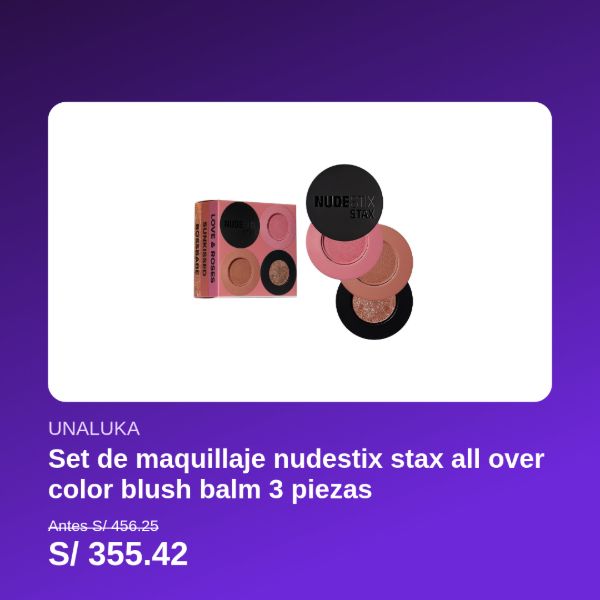 NUDESTIX
STAX
LOVE & ROSES
SUNKISSED
UNALUKA
Set de maquillaje nudestix stax all over
color blush balm 3 piezas
Antes S/ 456.25
S/ 355.42